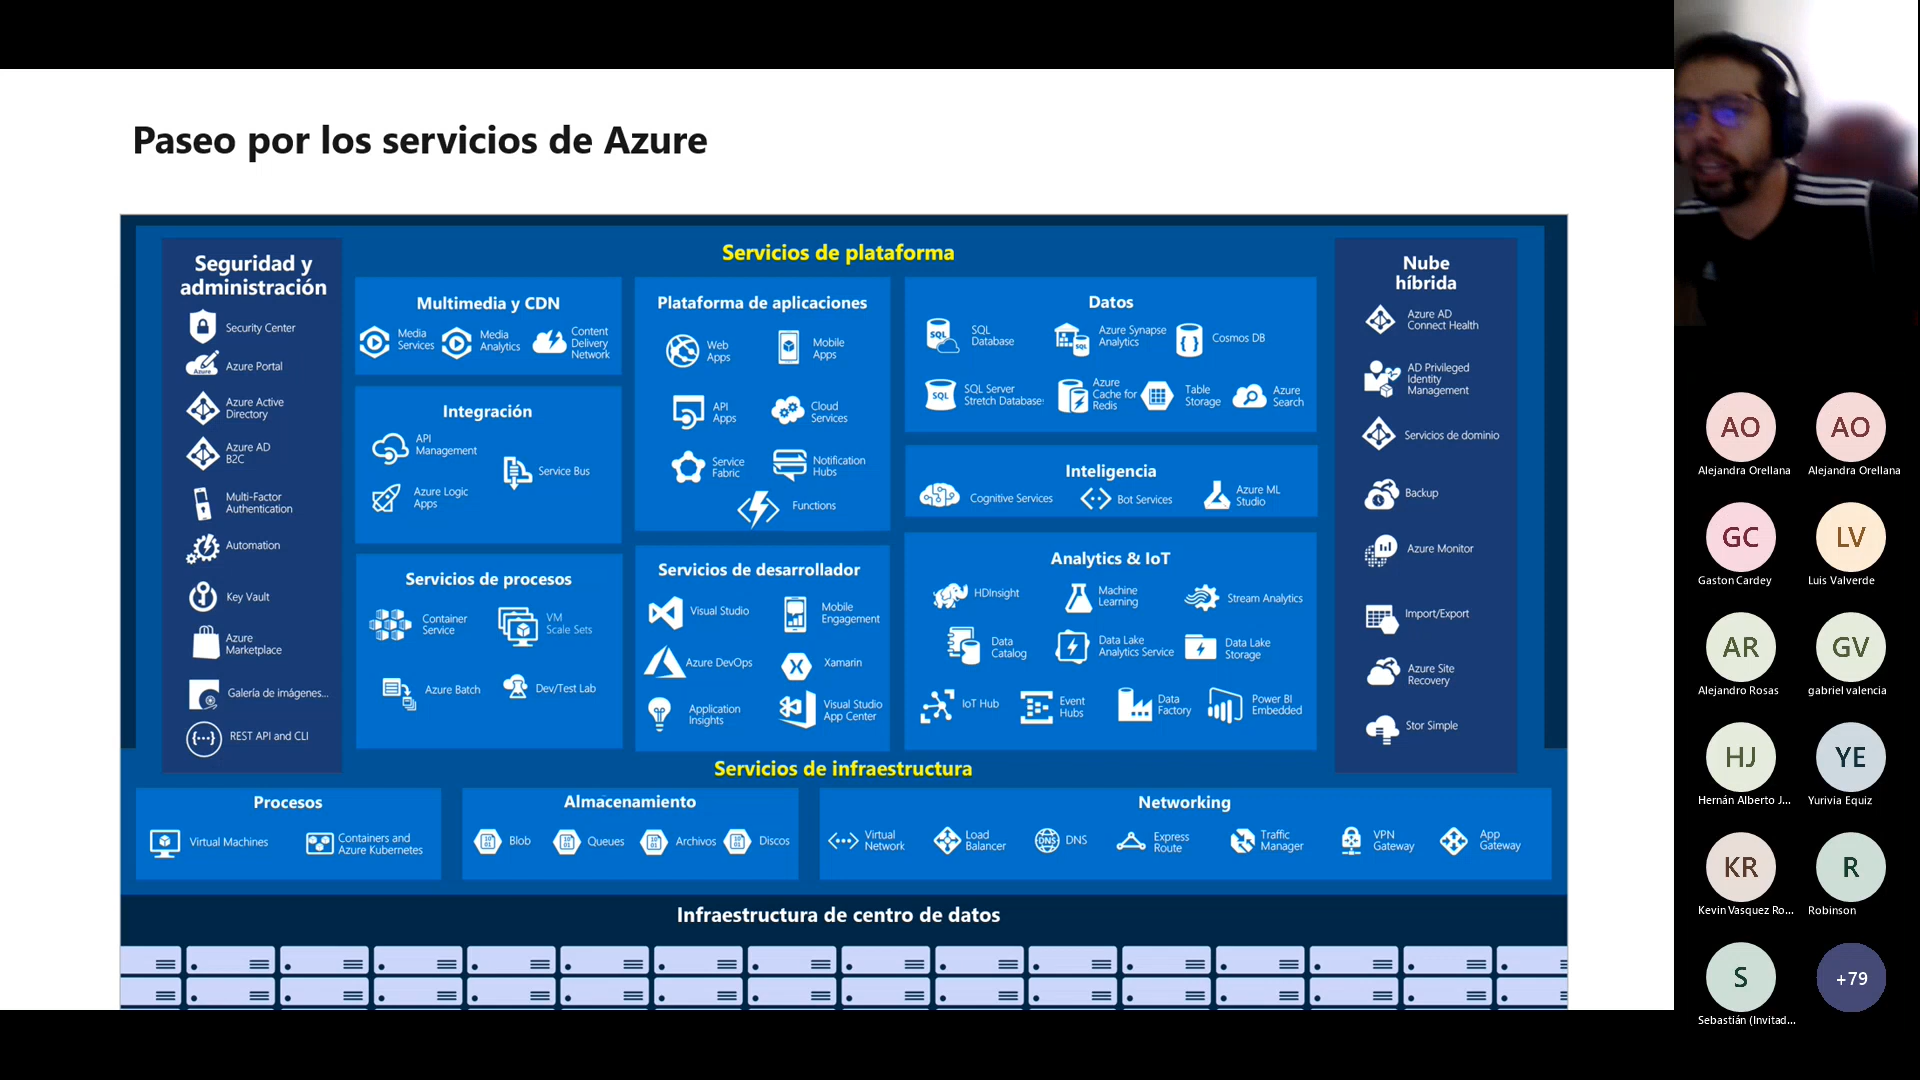 Paseo por los servicios de Azure
Servicios de plataforma
Seguridad y
administración
Security Center
Azure Portal
Azure Active
Directory
Azure AD
B2C
Multi-Factor
Authentication
Automation
Key Vault
Azure
Marketplace
Galería de imágenes...
REST API and CLI
Multimedia y CDN
Media
Services
Media
Analytics
Content
Delivery
Network
Integración
API
Management
Service Bus
Azure Logic
Apps
Servicios de procesos
Container
Service
VM
Scale Sets
Azure Batch
Dev/Test Lab
Plataforma de aplicaciones
Web
Apps
Mobile
Apps
API
Apps
Cloud
Services
Service
Fabric
Notification
Hubs
Functions
Servicios de desarrollador
Visual Studio
Mobile
Engagement
Azure DevOps
Xamarin
Application
Insights
Visual Studio
App Center
Datos
SQL
SQL
Database
SQL
Azure Synapse
Analytics
Cosmos DB
SQL
SQL Server
Stretch Database
Azure
Cache for
Redis
Table
Storage
Azure
Search
Inteligencia
Cognitive Services
Bot Services
Azure ML
Studio
Analytics & IoT
HDInsight
Machine
Learning
Stream Analytics
Data
Catalog
Data Lake
Analytics Service
Data Lake
Storage
IoT Hub
Event
Hubs
Data
Factory
Power BI
Embedded
Nube
híbrida
Azure AD
Connect Health
AD Privileged
Identity
Management
Servicios de dominio
Backup
Azure Monitor
Import/Export
Azure Site
Recovery
Stor Simple
Servicios de infraestructura
Procesos
Virtual Machines
Containers and
Azure Kubernetes
Almacenamiento
Blob
Queues
Archivos
Discos
Networking
Virtual
Network
Load
Balancer
DNS
DNS
Express
Route
Traffic
Manager
VPN
Gateway
App
Gateway
Infraestructura de centro de datos
AO
Alejandra Orellana
AO
Alejandra Orellana
GC
Gaston Cardey
LV
Luis Valverde
AR
Alejandro Rosas
GV
gabriel valencia
HJ
Hernán Alberto J...
YE
Yurivia Equiz
KR
Kevin Vasquez Ro...
R
Robinson
S
Sebastián (Invitad...
+79